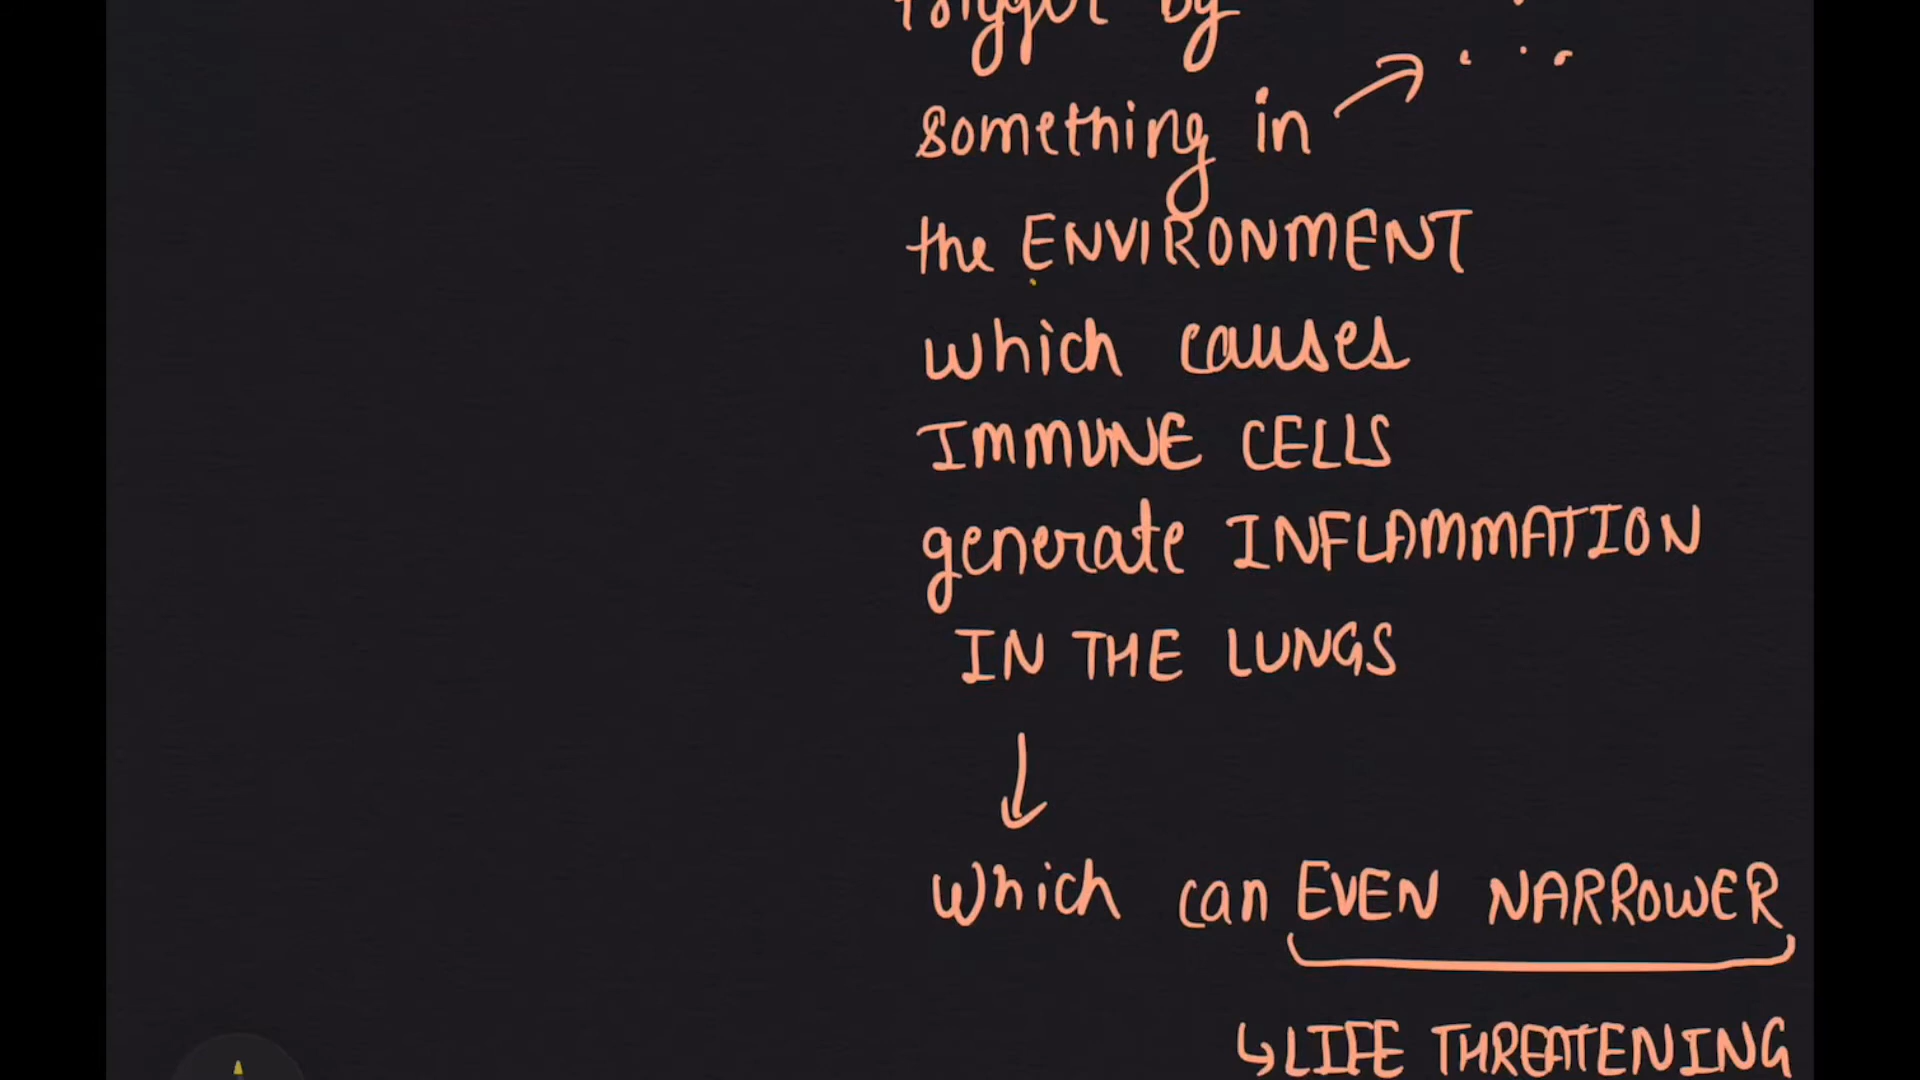 by
something in
the ENVIRONMENT
which causes
IMMUNE CELLS
generate INFLAMMATION
IN THE LUNGS
Which can EVEN NARROWER
LIFE THREATENING